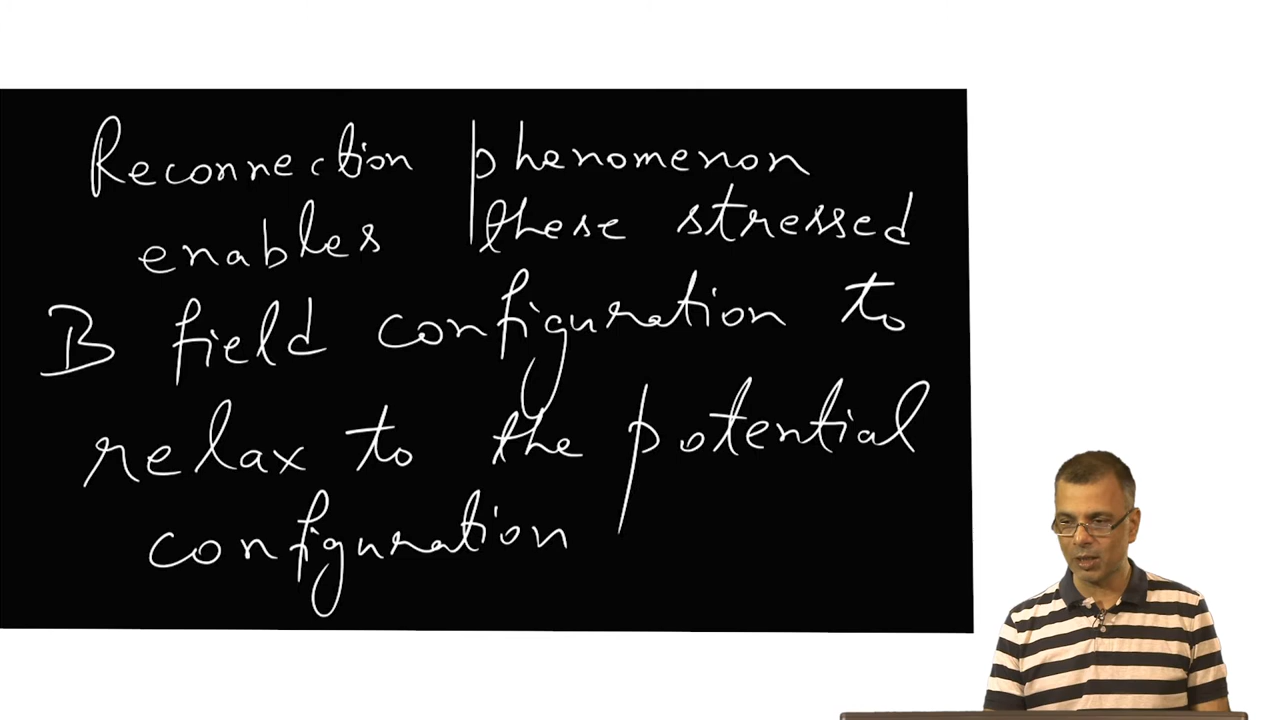 Reconnection phenomenon
enables these stressed
B field configuration to
relax to the potential
configuration